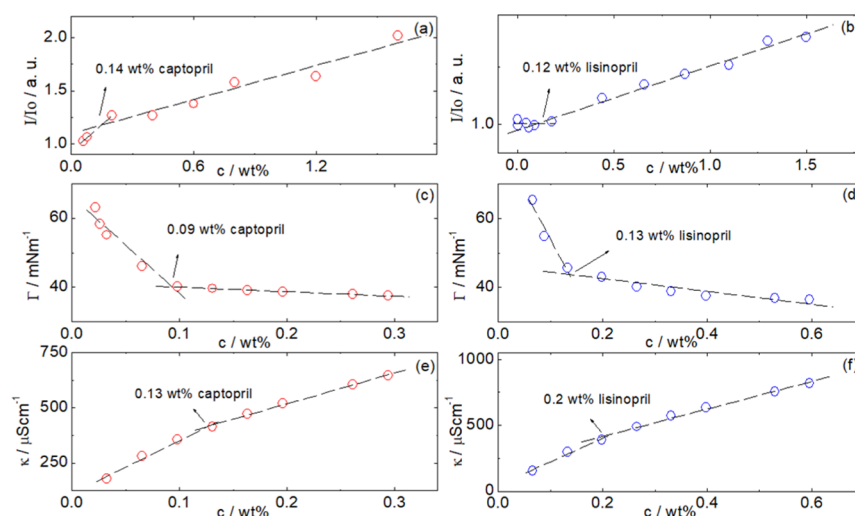 (a)
2.0
1.5
1.0
I/Io / a. u.
0.14 wt% captopril
0.0 0.6 1.2
c / wt%
(b)
1.0
I/Io / a. u.
0.12 wt% lisinopril
0.0 0.5 1.0 1.5
c / wt%
(c)
60
40
Γ / mNm⁻¹
0.09 wt% captopril
0.0 0.1 0.2 0.3
c / wt%
(d)
60
40
Γ / mNm⁻¹
0.13 wt% lisinopril
0.0 0.2 0.4 0.6
c / wt%
(e)
750
500
250
κ / μScm⁻¹
0.13 wt% captopril
0.0 0.1 0.2 0.3
c / wt%
(f)
1000
500
0
κ / μScm⁻¹
0.2 wt% lisinopril
0.0 0.2 0.4 0.6
c / wt%